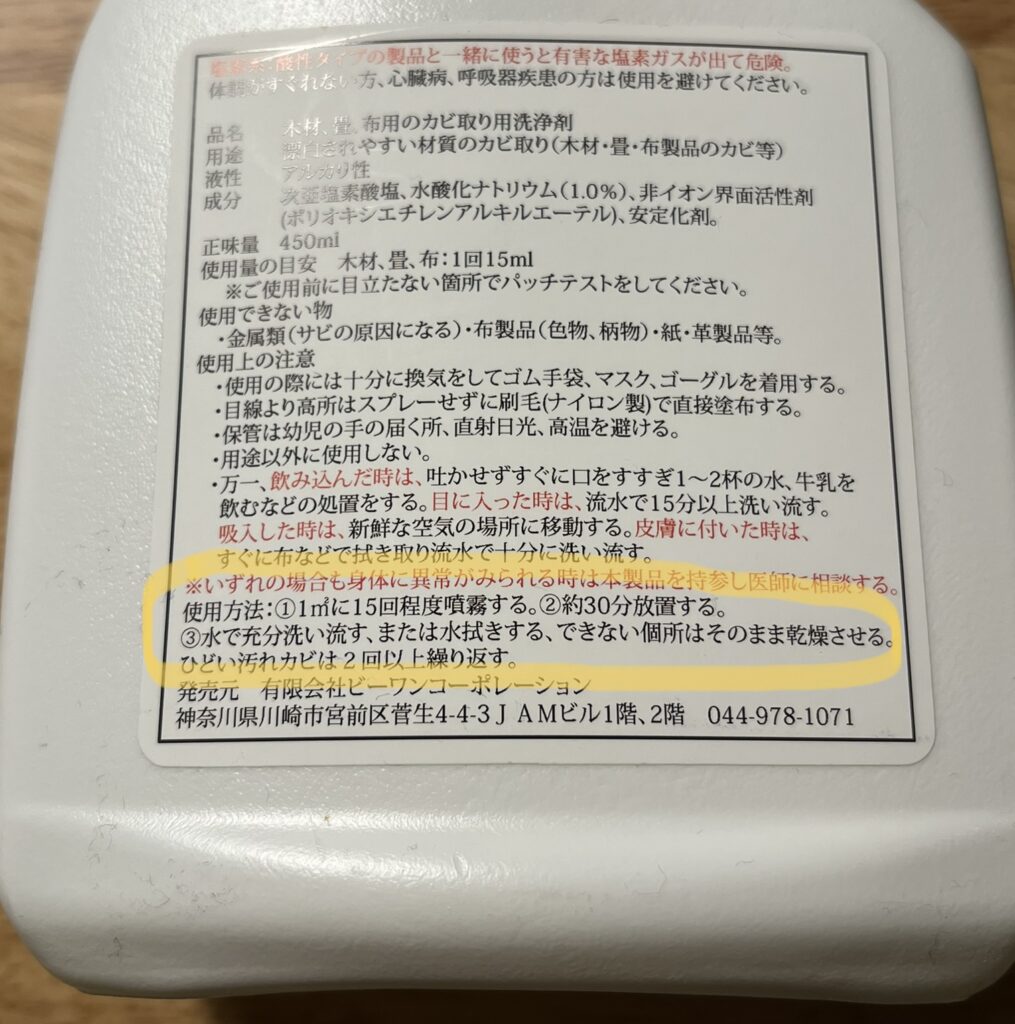 酸性タイプの製品と一緒に使うと有害な塩素ガスが出て危険。
体調がすぐれない方、心臓病、呼吸器疾患の方は使用を避けてください。
品名 木材、畳、布用のカビ取り用洗浄剤
用途 漂白されやすい材質のカビ取り(木材・畳・布製品のカビ等)
液性 アルカリ性
成分 次亜塩素酸塩、水酸化ナトリウム(1.0%)、非イオン界面活性剤
(ポリオキシエチレンアルキルエーテル)、安定化剤。
正味量 450ml
使用量の目安 木材、畳、布:1回15ml
※ご使用前に目立たない箇所でパッチテストをしてください。
使用できない物
・金属類(サビの原因になる)・布製品(色物、柄物)・紙・革製品等。
使用上の注意
・使用の際には十分に換気をしてゴム手袋、マスク、ゴーグルを着用する。
・目線より高所はスプレーせずに刷毛(ナイロン製)で直接塗布する。
・保管は幼児の手の届く所、直射日光、高温を避ける。
・用途以外に使用しない。
・万一、飲み込んだ時は、吐かせずすぐに口をすすぎ1〜2杯の水、牛乳を
飲むなどの処置をする。目に入った時は、流水で15分以上洗い流す。
吸入した時は、新鮮な空気の場所に移動する。皮膚に付いた時は、
すぐに布などで拭き取り流水で十分に洗い流す。
※いずれの場合も身体に異常がみられる時は本製品を持参し医師に相談する。
使用方法:①1㎡に15回程度噴霧する。②約30分放置する。
③水で充分洗い流す、または水拭きする、できない個所はそのまま乾燥させる。
ひどい汚れカビは2回以上繰り返す。
発売元 有限会社ビーワンコーポレーション
神奈川県川崎市宮前区菅生4-4-3ＪＡＭビル1階、2階 044-978-1071